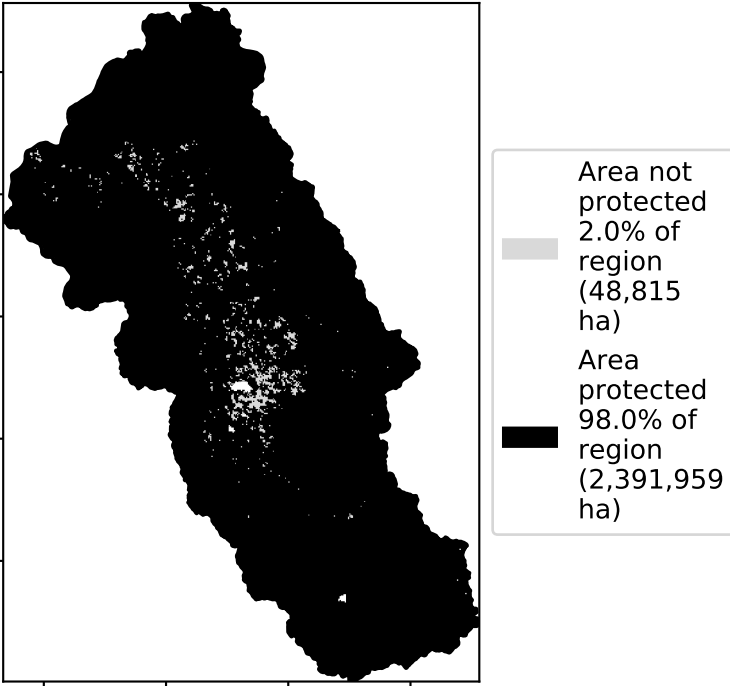 Area not
protected
2.0% of
region
(48,815
ha)
Area
protected
98.0% of
region
(2,391,959
ha)